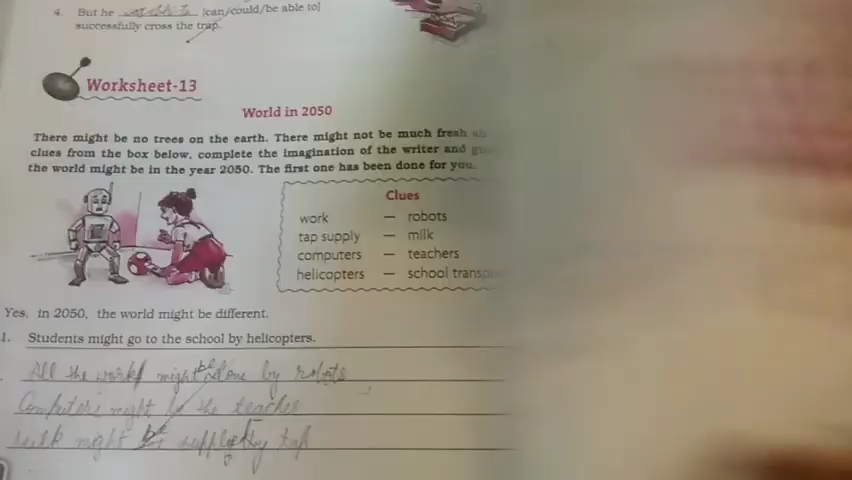 4. But he was able to [can/could/be able to]
successfully cross the trap.
Worksheet-13
World in 2050
There might be no trees on the earth. There might not be much fresh
clues from the box below, complete the imagination of the writer and
the world might be in the year 2050. The first one has been done for you.
Clues
work — robots
tap supply — milk
computers — teachers
helicopters — school
Yes, in 2050, the world might be different.
1. Students might go to the school by helicopters.
All the work might be done by robots
Computers might be the teacher
milk might be supply by tap